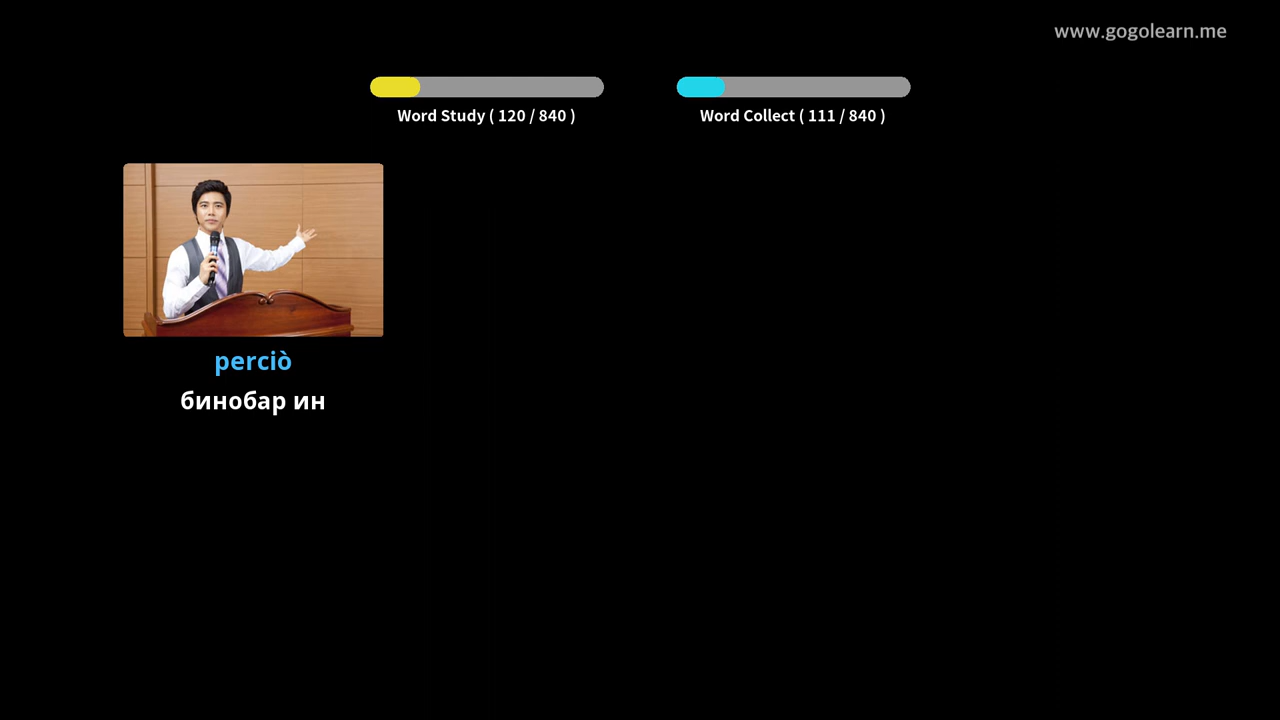 www.gogolearn.me
Word Study ( 120 / 840 )
Word Collect ( 111 / 840 )
perciò
бинобар ин